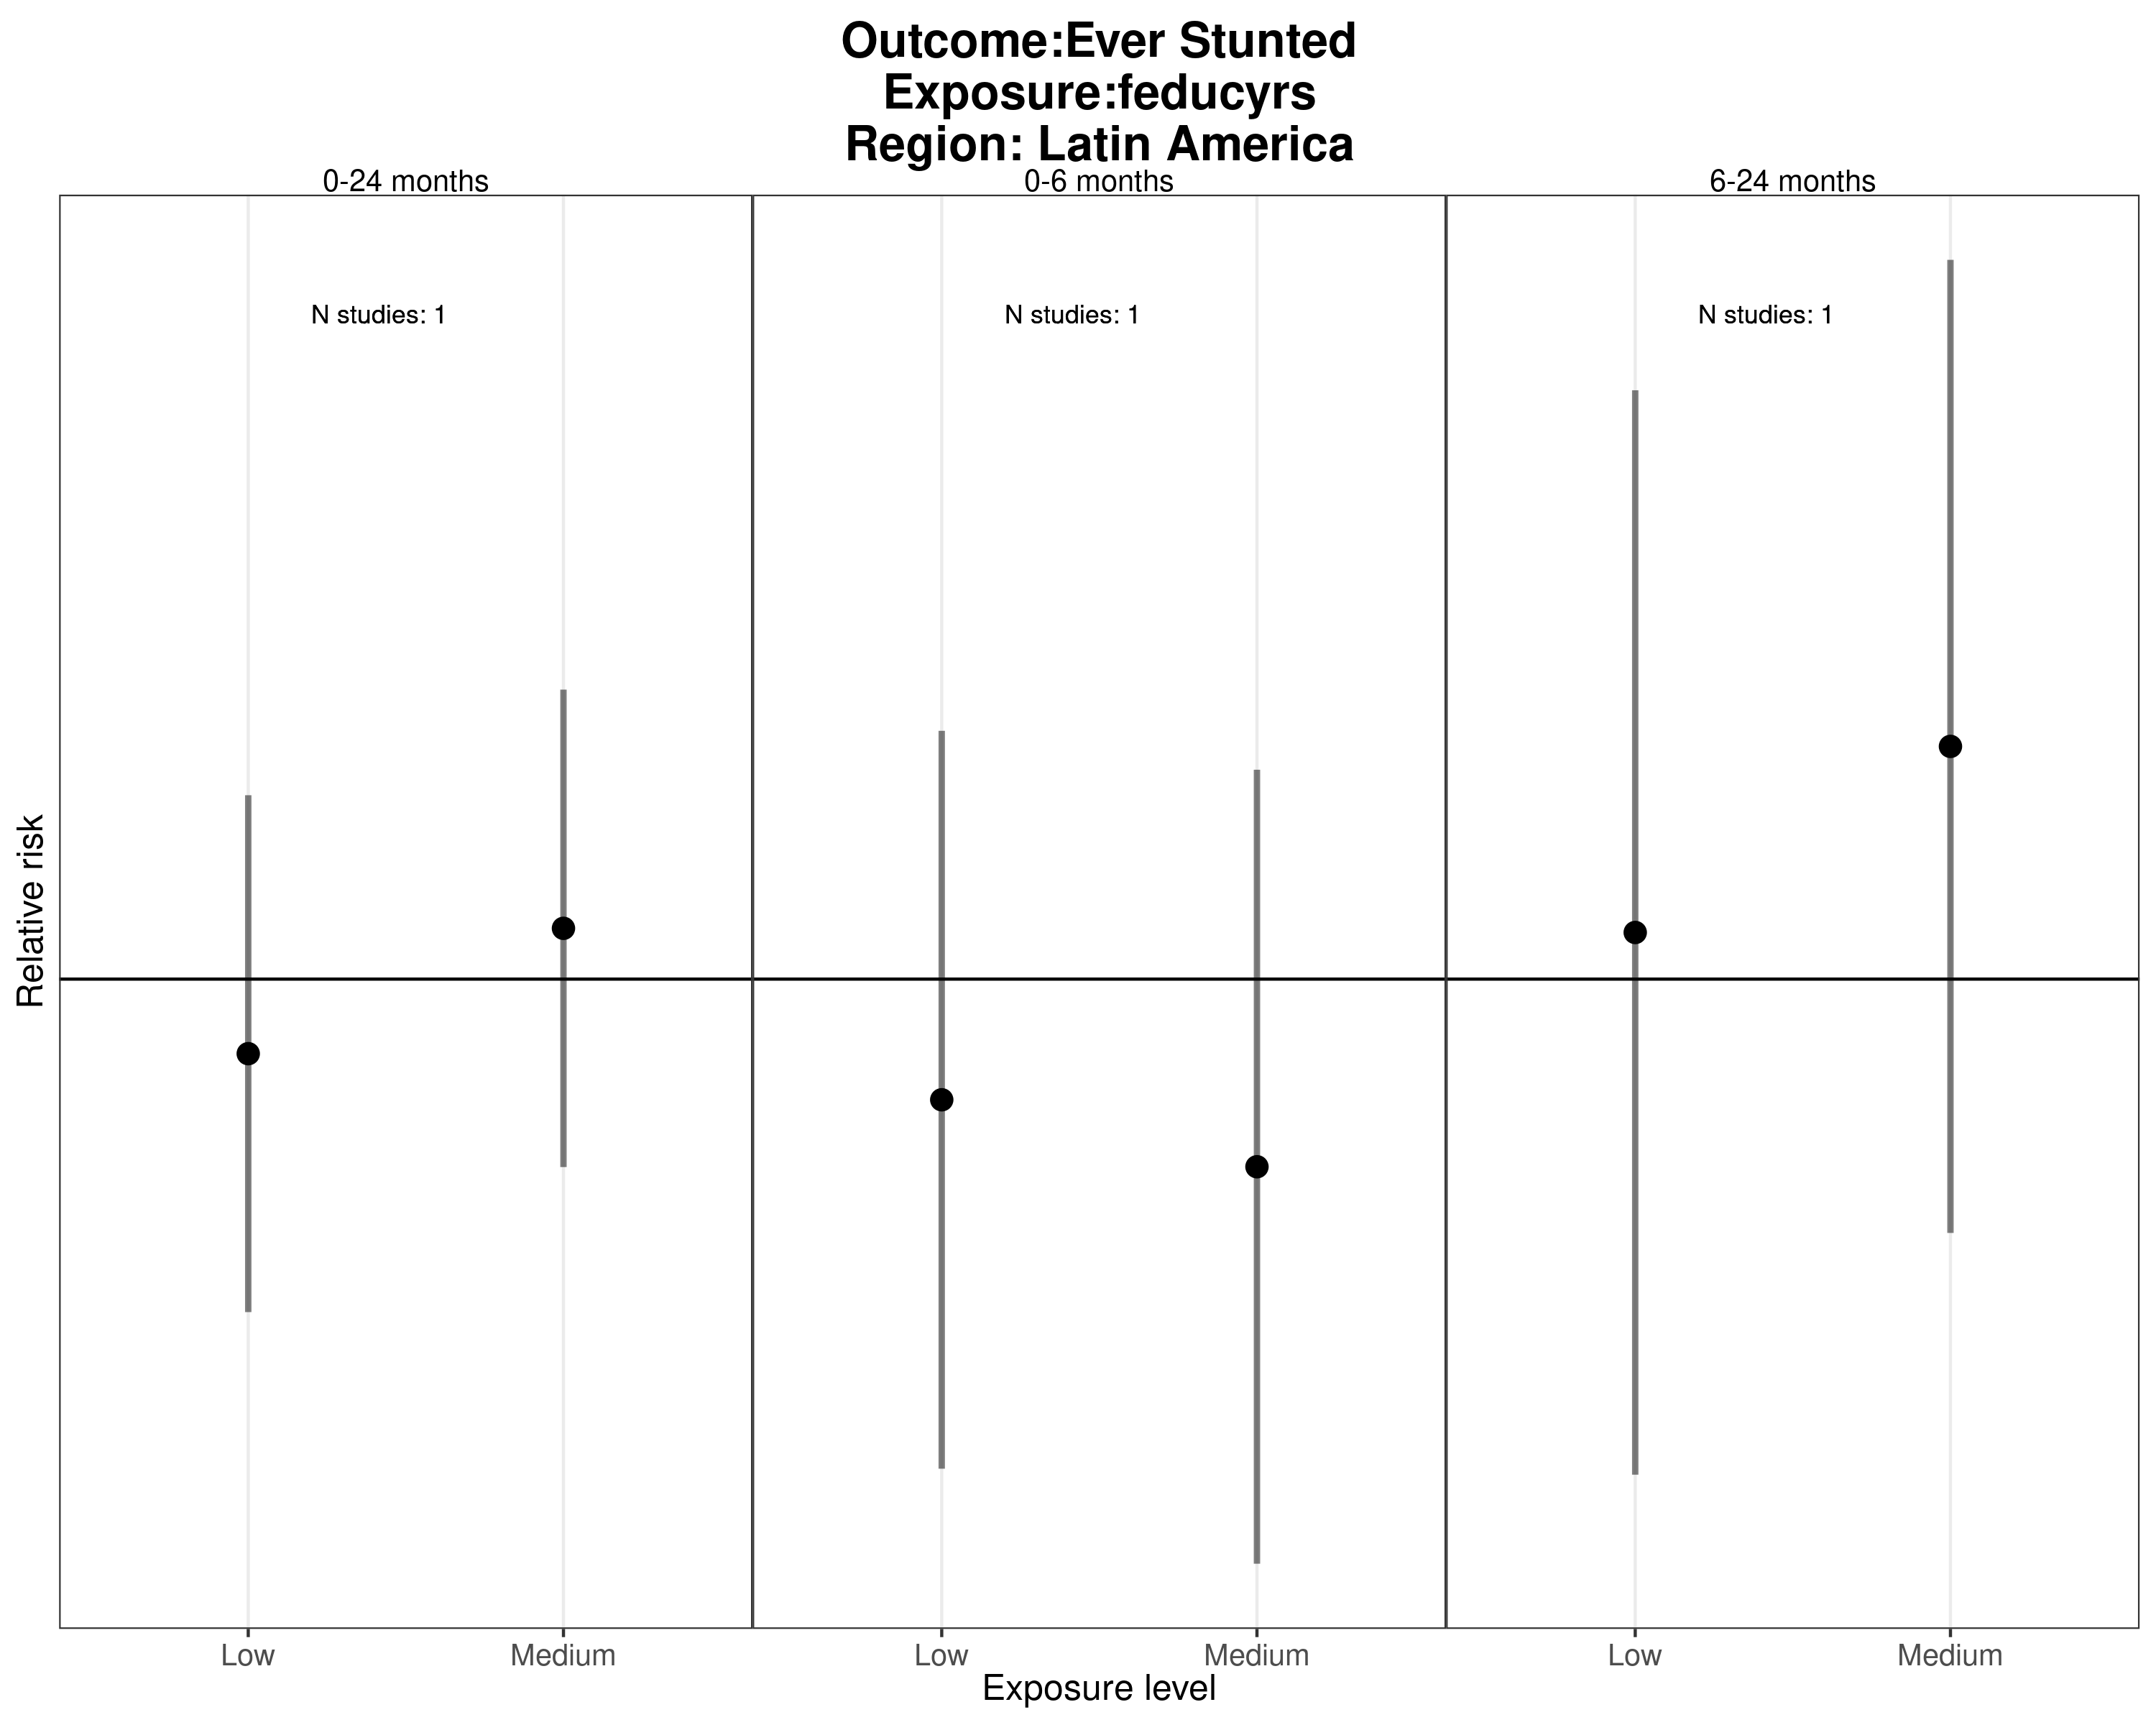 Outcome:Ever Stunted
Exposure:feducyrs
Region: Latin America
0-24 months
0-6 months
6-24 months
N studies: 1
N studies: 1
N studies: 1
Relative risk
Low
Medium
Low
Medium
Low
Medium
Exposure level